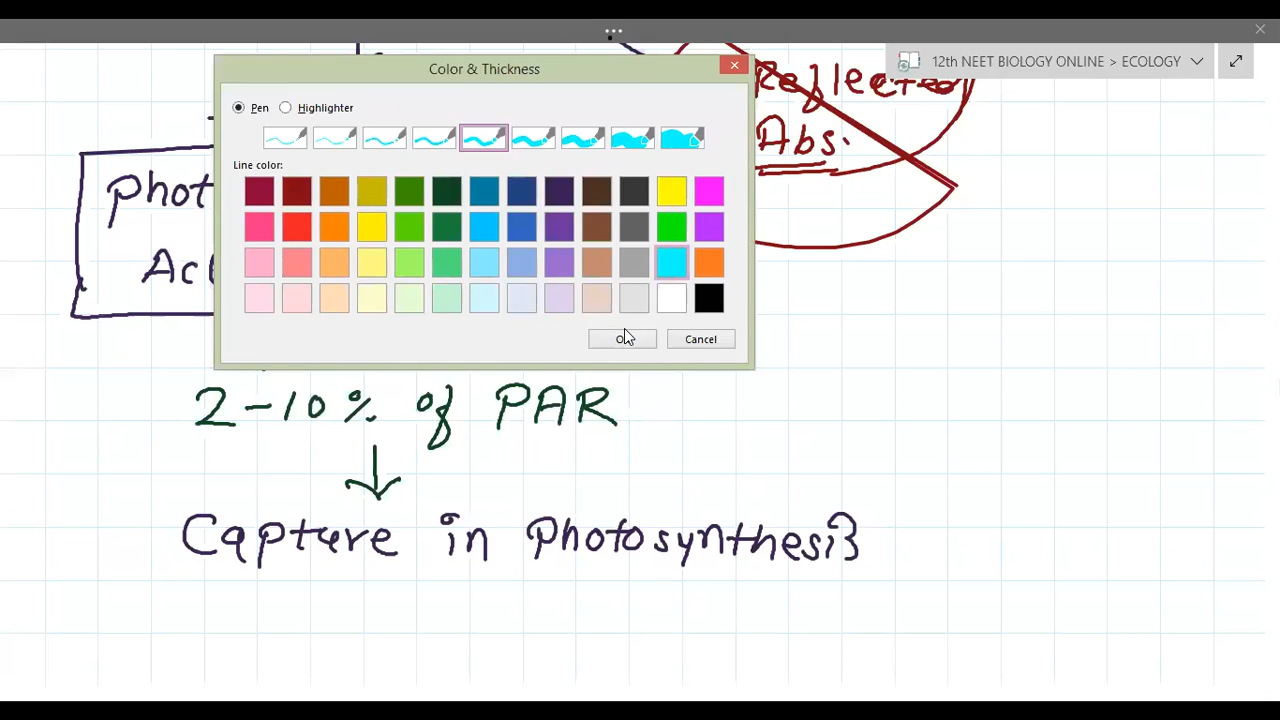 12th NEET BIOLOGY ONLINE > ECOLOGY
Color & Thickness
Pen Highlighter
Line color:
Cancel
Reflected
Abs.
Phot
Act
2-10% of PAR
Capture in Photosynthesis